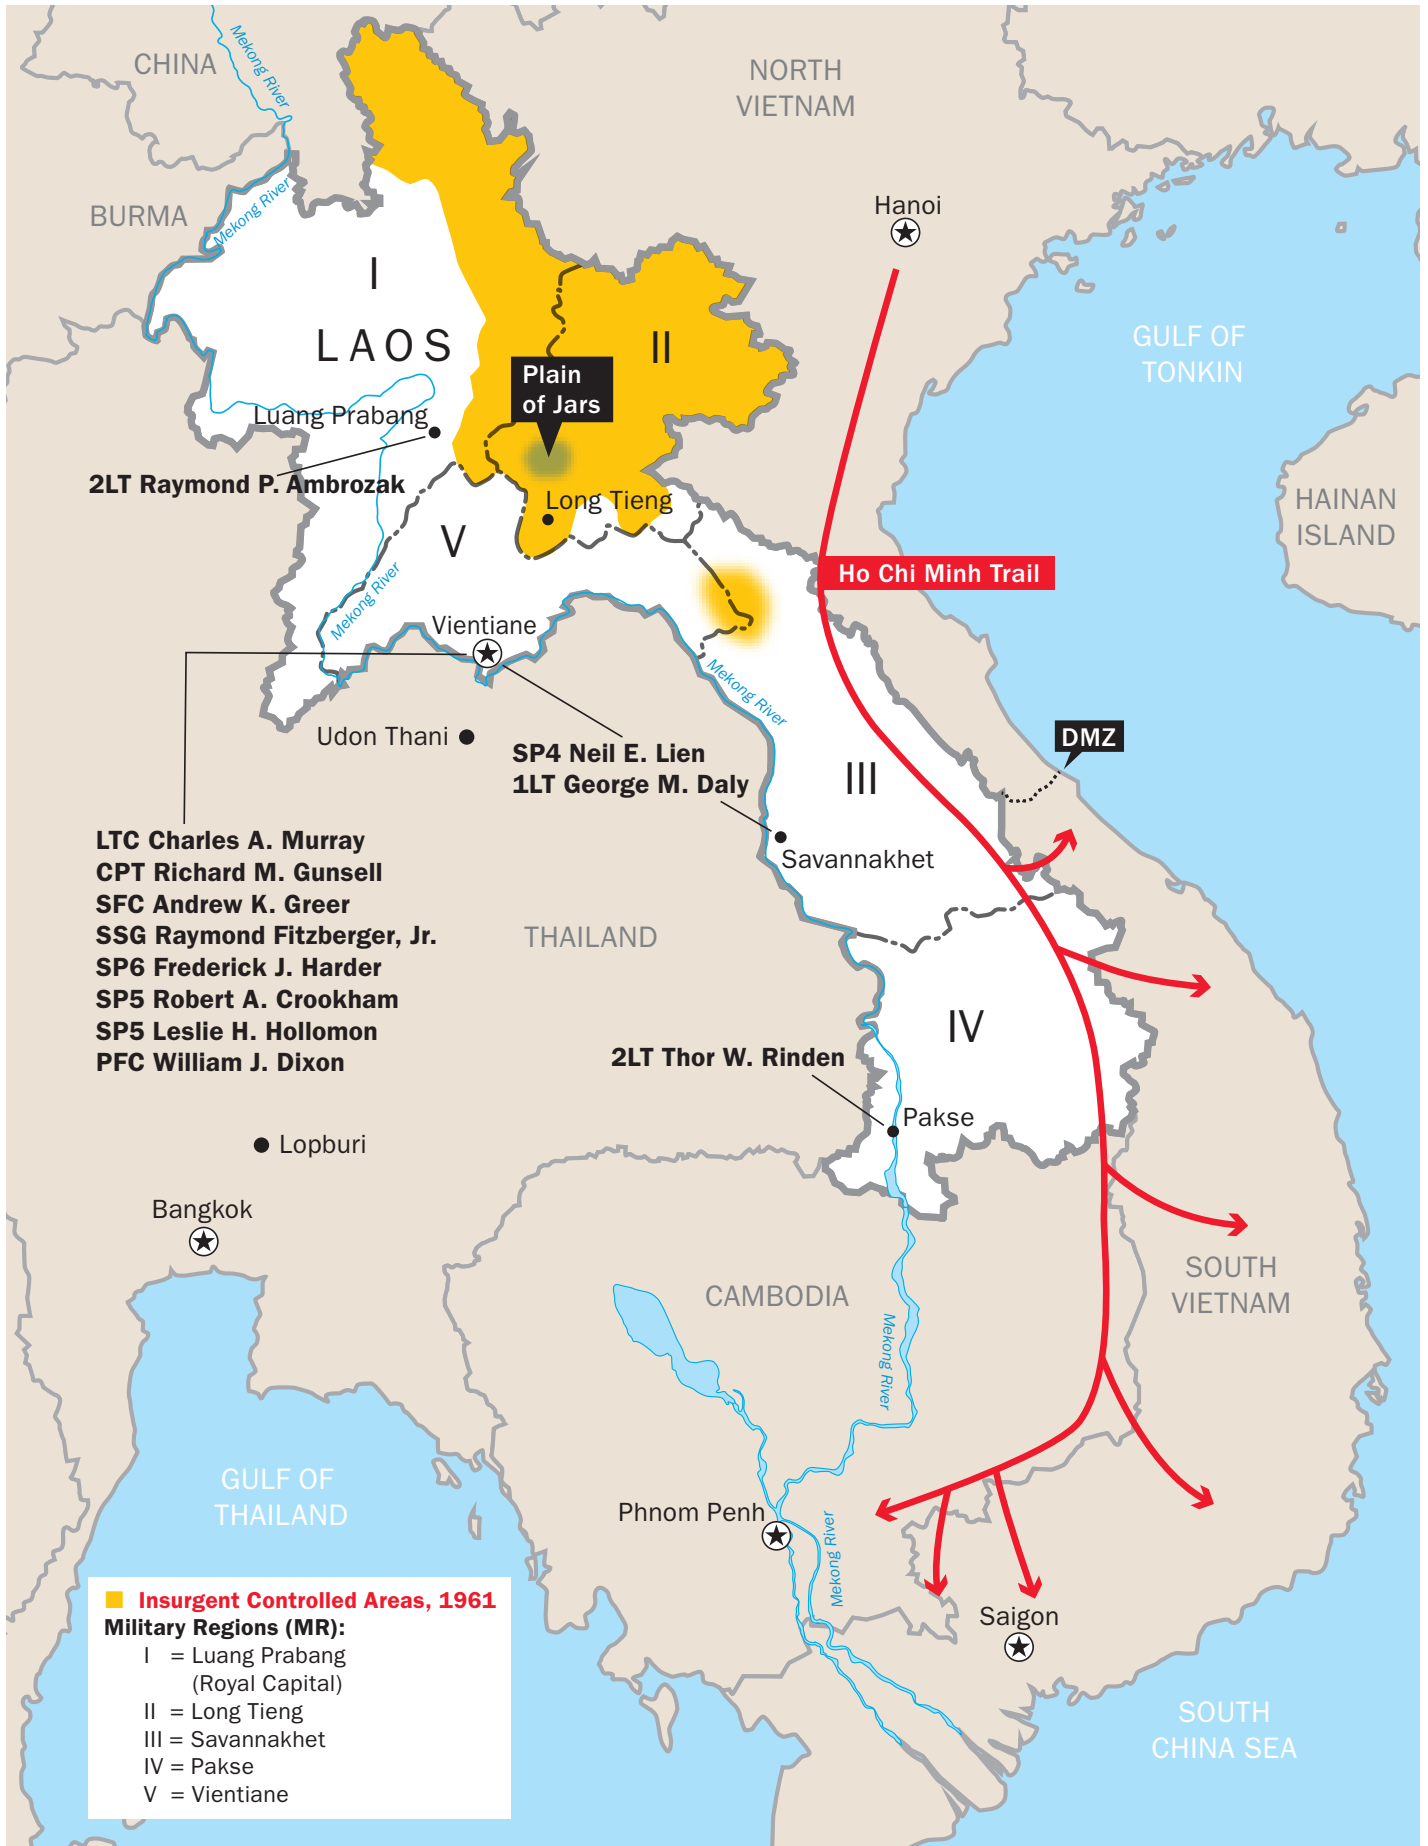 Mekong River
CHINA
NORTH
VIETNAM
BURMA
Mekong River
Hanoi
I
LAOS
II
GULF OF
TONKIN
Plain
of Jars
Luang Prabang
2LT Raymond P. Ambrozak
Long Tieng
HAINAN
ISLAND
V
Ho Chi Minh Trail
Mekong River
Vientiane
Mekong River
Udon Thani
DMZ
SP4 Neil E. Lien
1LT George M. Daly
III
LTC Charles A. Murray
CPT Richard M. Gunsell
SFC Andrew K. Greer
SSG Raymond Fitzberger, Jr.
SP6 Frederick J. Harder
SP5 Robert A. Crookham
SP5 Leslie H. Hollomon
PFC William J. Dixon
Savannakhet
THAILAND
IV
2LT Thor W. Rinden
Pakse
Lopburi
Bangkok
CAMBODIA
SOUTH
VIETNAM
Mekong River
GULF OF
THAILAND
Phnom Penh
Mekong River
Saigon
SOUTH
CHINA SEA
Insurgent Controlled Areas, 1961
Military Regions (MR):
I = Luang Prabang
(Royal Capital)
II = Long Tieng
III = Savannakhet
IV = Pakse
V = Vientiane